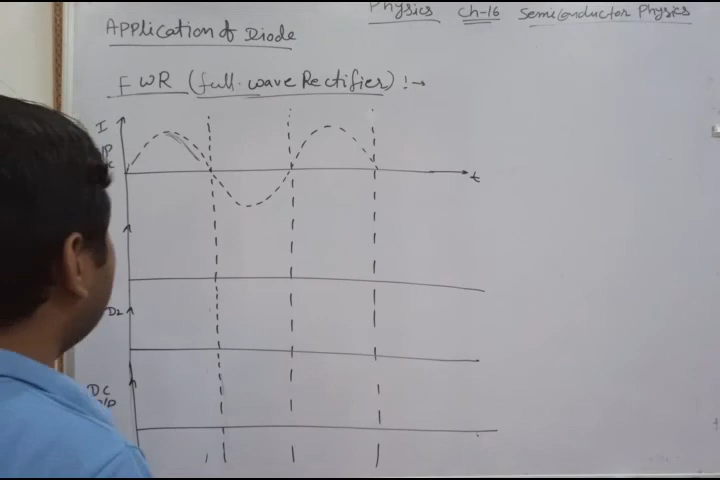 Physics Ch-16 Semiconductor Physics
Application of Diode
FWR (full-wave Rectifier) :→
I
t
D2
DC
O/P